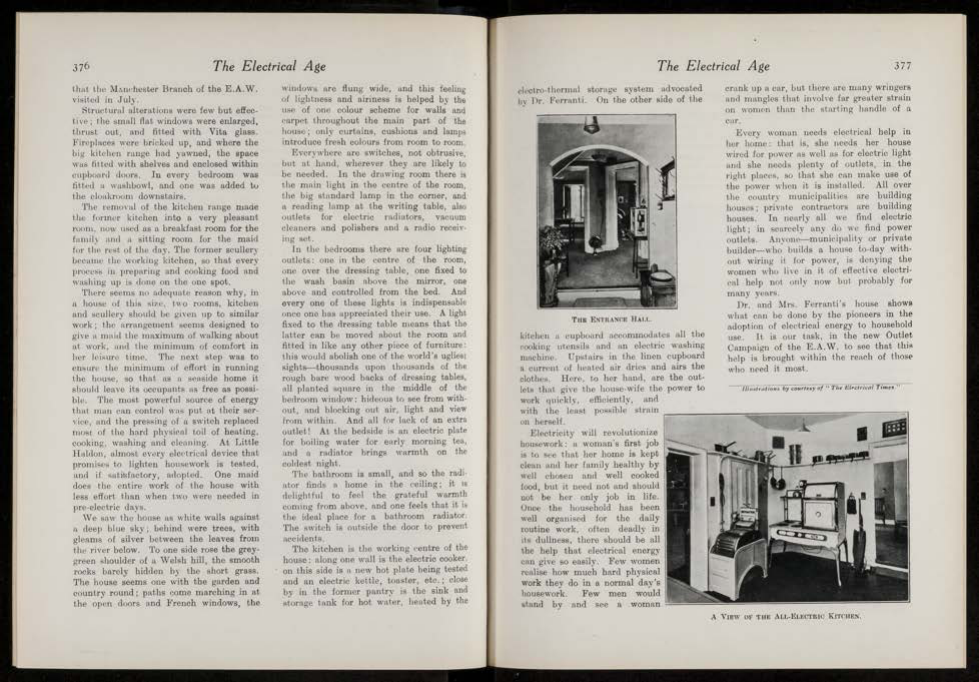 376
The Electrical Age
that the Manchester Branch of the E.A.W.
visited in July.
Structural alterations were few but effec-
tive; the small flat windows were enlarged,
thrust out, and fitted with Vita glass.
Fireplaces were bricked up, and where the
big kitchen range had yawned, the space
was fitted with shelves and enclosed within
cupboard doors. In every bedroom was
fitted a washbowl, and one was added to
the cloakroom downstairs.
The removal of the kitchen range made
the former kitchen into a very pleasant
room, now used as a breakfast room for the
family and a sitting room for the maid
for the rest of the day. The former scullery
became the working kitchen, so that every
process in preparing and cooking food and
washing up is done on the one spot.
There seems no adequate reason why, in
a house of this size, two rooms, kitchen
and scullery should be given up to similar
work; the arrangement seems designed to
give a maid the maximum of walking about
at work, and the minimum of comfort in
her leisure time. The next step was to
ensure the minimum of effort in running
the house, so that as a seaside home it
should leave its occupants as free as possi-
ble. The most powerful source of energy
that man can control was put at their ser-
vice, and the pressing of a switch replaced
most of the hard physical toil of heating,
cooking, washing and cleaning. At Little
Haldon, almost every electrical device that
promises to lighten housework is tested,
and if satisfactory, adopted. One maid
does the entire work of the house with
less effort than when two were needed in
pre-electric days.
We saw the house as white walls against
a deep blue sky; behind were trees, with
gleams of silver between the leaves from
the river below. To one side rose the grey-
green shoulder of a Welsh hill, the smooth
rocks barely hidden by the short grass.
The house seems one with the garden and
country round; paths come marching in at
the open doors and French windows, the
windows are flung wide, and this feeling
of lightness and airiness is helped by the
use of one colour scheme for walls and
carpet throughout the main part of the
house; only curtains, cushions and lamps
introduce fresh colours from room to room.
Everywhere are switches, not obtrusive,
but at hand, wherever they are likely to
be needed. In the drawing room there is
the main light in the centre of the room,
the big standard lamp in the corner, and
a reading lamp at the writing table, also
outlets for electric radiators, vacuum
cleaners and polishers and a radio receiv-
ing set.
In the bedrooms there are four lighting
outlets: one in the centre of the room,
one over the dressing table, one fixed to
the wash basin above the mirror, one
above and controlled from the bed. And
every one of these lights is indispensable
once one has appreciated their use. A light
fixed to the dressing table means that the
latter can be moved about the room and
fitted in like any other piece of furniture:
this would abolish one of the world's ugliest
sights—thousands upon thousands of the
rough bare wood backs of dressing tables,
all planted square in the middle of the
bedroom window: hideous to see from with-
out, and blocking out air, light and view
from within. And all for lack of an extra
outlet! At the bedside is an electric plate
for boiling water for early morning tea,
and a radiator brings warmth on the
coldest night.
The bathroom is small, and so the radi-
ator finds a home in the ceiling; it is
delightful to feel the grateful warmth
coming from above, and one feels that it is
the ideal place for a bathroom radiator.
The switch is outside the door to prevent
accidents.
The kitchen is the working centre of the
house: along one wall is the electric cooker,
on this side is a new hot plate being tested
and an electric kettle, toaster, etc.; close
by in the former pantry is the sink and
storage tank for hot water, heated by the
The Electrical Age
377
electro-thermal storage system advocated
by Dr. Ferranti. On the other side of the
THE ENTRANCE HALL.
kitchen a cupboard accommodates all the
cooking utensils and an electric washing
machine. Upstairs in the linen cupboard
a current of heated air dries and airs the
clothes. Here, to her hand, are the out-
lets that give the house-wife the power to
work quickly, efficiently, and
with the least possible strain
on herself.
Electricity will revolutionize
housework: a woman's first job
is to see that her home is kept
clean and her family healthy by
well chosen and well cooked
food, but it need not and should
not be her only job in life.
Once the household has been
well organised for the daily
routine work, often deadly in
its dullness, there should be all
the help that electrical energy
can give so easily. Few women
realise how much hard physical
work they do in a normal day's
housework. Few men would
stand by and see a woman
crank up a car, but there are many wringers
and mangles that involve far greater strain
on women than the starting handle of a
car.
Every woman needs electrical help in
her home: that is, she needs her house
wired for power as well as for electric light
and she needs plenty of outlets, in the
right places, so that she can make use of
the power when it is installed. All over
the country municipalities are building
houses; private contractors are building
houses. In nearly all we find electric
light; in scarcely any do we find power
outlets. Anyone—municipality or private
builder—who builds a house to-day with-
out wiring it for power, is denying the
women who live in it of effective electri-
cal help not only now but probably for
many years.
Dr. and Mrs. Ferranti's house shows
what can be done by the pioneers in the
adoption of electrical energy to household
use. It is our task, in the new Outlet
Campaign of the E.A.W. to see that this
help is brought within the reach of those
who need it most.
Illustrations by courtesy of "The Electrical Times."
A VIEW OF THE ALL-ELECTRIC KITCHEN.